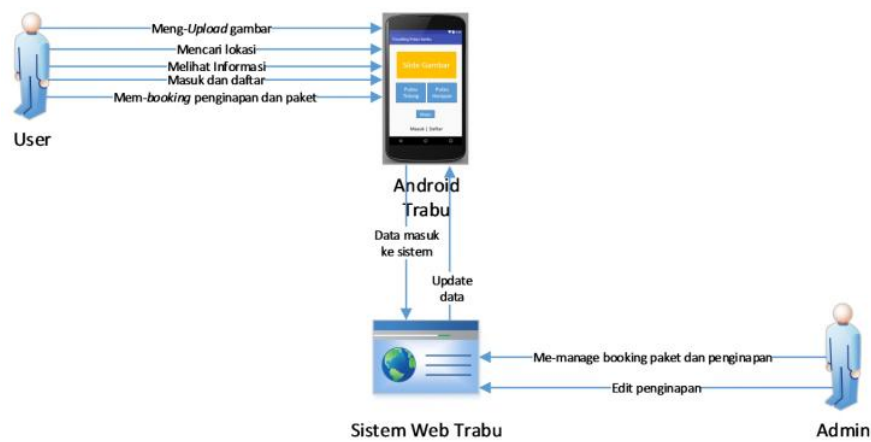 Meng-Upload gambar
Mencari lokasi
Melihat Informasi
Masuk dan daftar
Mem-booking penginapan dan paket
User
Slide Gambar
Pulau
Pulau
Masuk | Daftar
Android
Trabu
Data masuk
ke sistem
Update
data
Me-manage booking paket dan penginapan
Edit penginapan
Sistem Web Trabu
Admin